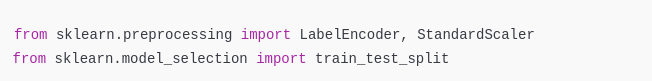 from sklearn.preprocessing import LabelEncoder, StandardScaler
from sklearn.model_selection import train_test_split